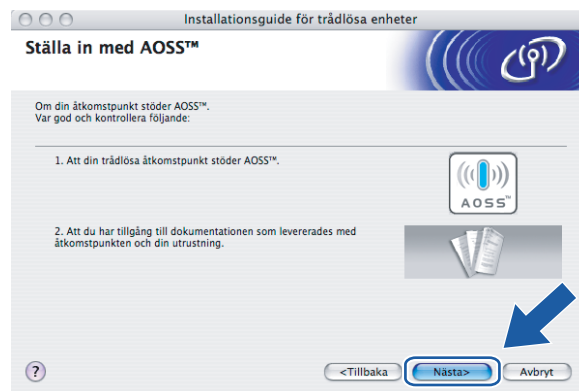 Installationsguide för trådlösa enheter
Ställa in med AOSS™
Om din åtkomstpunkt stöder AOSS™.
Var god och kontrollera följande:
1. Att din trådlösa åtkomstpunkt stöder AOSS™.
AOSS™
2. Att du har tillgång till dokumentationen som levererades med
åtkomstpunkten och din utrustning.
?
<Tillbaka
Nästa>
Avbryt